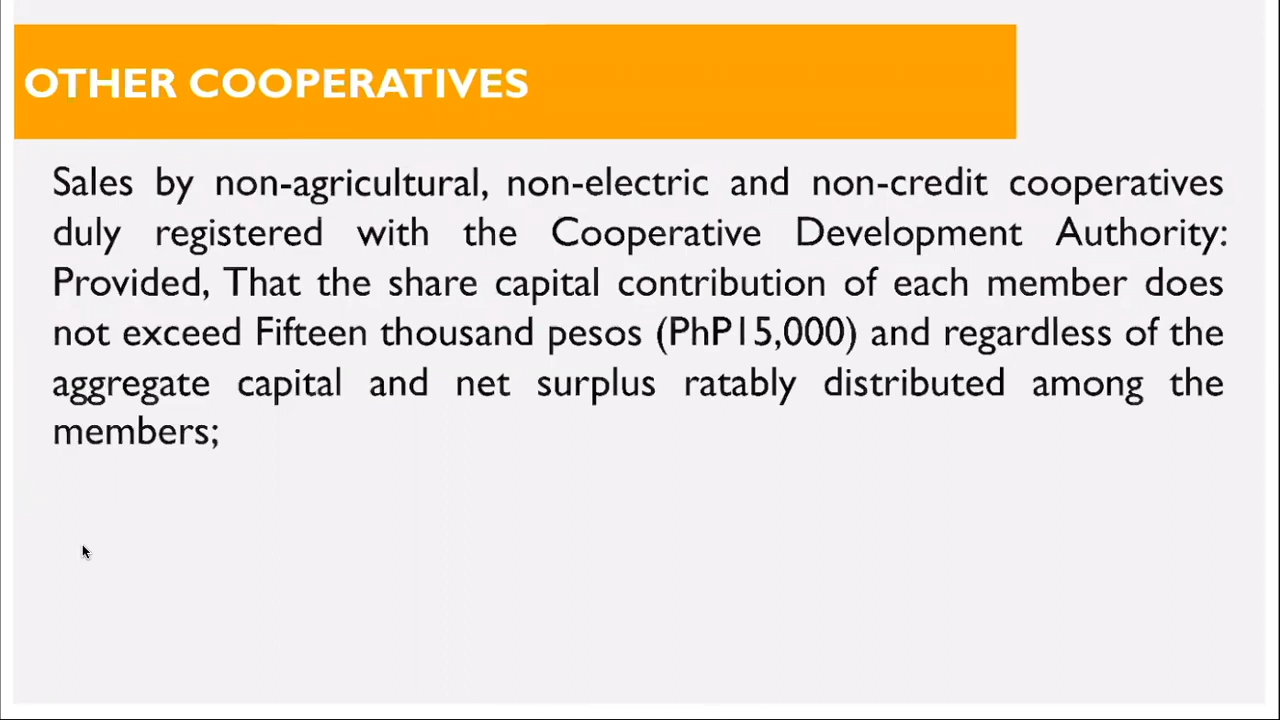 OTHER COOPERATIVES
Sales by non-agricultural, non-electric and non-credit cooperatives
duly registered with the Cooperative Development Authority:
Provided, That the share capital contribution of each member does
not exceed Fifteen thousand pesos (PhP15,000) and regardless of the
aggregate capital and net surplus ratably distributed among the
members;